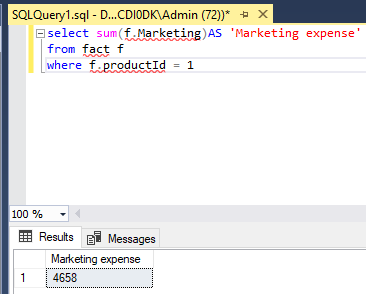 SQLQuery1.sql - D...CDI0DK\Admin (72))*
select sum(f.Marketing)AS 'Marketing expense'
from fact f
where f.productId = 1
100 %
Results Messages
Marketing expense
1 4658